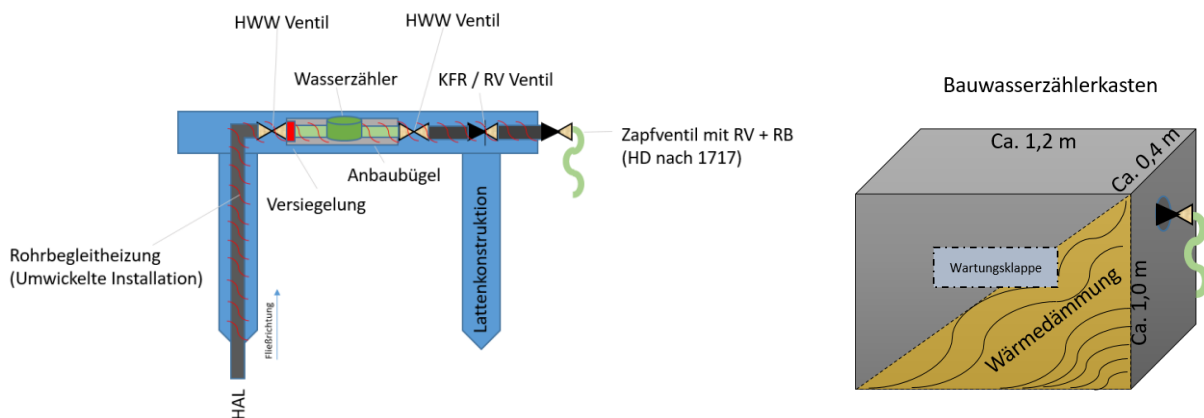 HWW Ventil
HWW Ventil
Wasserzähler
KFR / RV Ventil
Zapfventil mit RV + RB
(HD nach 1717)
Anbaubügel
Versiegelung
Rohrbegleitheizung
(Umwickelte Installation)
Fließrichtung
Lattenkonstruktion
HAL
Bauwasserzählerkasten
Ca. 1,2 m
Ca. 0,4 m
Wartungsklappe
Wärmedämmung
Ca. 1,0 m